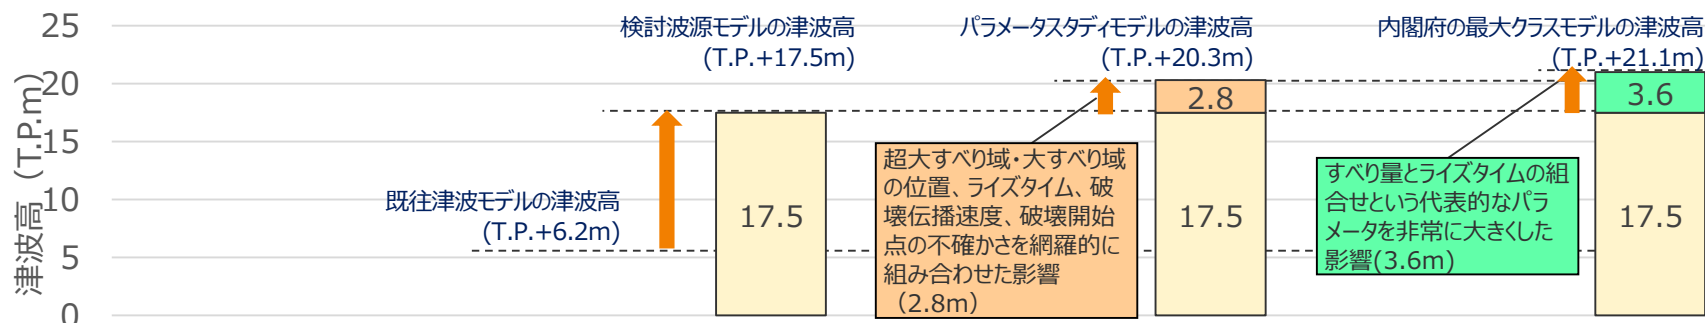 25
20
15
10
5
0
津波高（T.P.m）
検討波源モデルの津波高
(T.P.+17.5m)
パラメータスタディモデルの津波高
(T.P.+20.3m)
内閣府の最大クラスモデルの津波高
(T.P.+21.1m)
既往津波モデルの津波高
(T.P.+6.2m)
17.5
超大すべり域・大すべり域
の位置、ライズタイム、破
壊伝播速度、破壊開始
点の不確かさを網羅的に
組み合わせた影響
（2.8m）
2.8
17.5
すべり量とライズタイムの組
合せという代表的なパラ
メータを非常に大きくした
影響(3.6m)
3.6
17.5